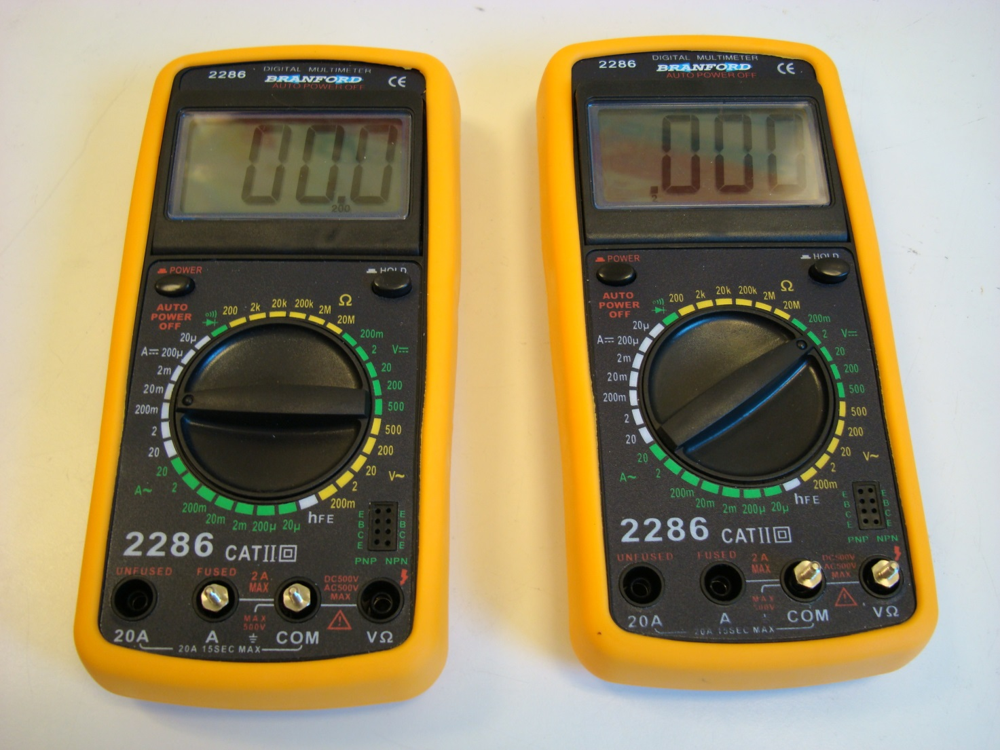 2286
DIGITAL MULTIMETER
BRANFORD
AUTO POWER OFF
CE
00.0
200
POWER
HOLD
AUTO
POWER
OFF
200 2k 20k 200k 2M 20M
Ω
200m 2 20 200 500
V⎓
500 200 20 2 200m
V~
hFE
20µ 200µ 2m 20m 200m 2 20
A⎓
20 2 200m 20m 2m 200µ 20µ
A~
2286 CATII
E B C E
E B C E
PNP NPN
UNFUSED
FUSED
2A
MAX
DC500V
AC500V
MAX
MAX
500V
20A
A
COM
VΩ
20A 15SEC MAX
2286
DIGITAL MULTIMETER
BRANFORD
AUTO POWER OFF
CE
.000
2
POWER
HOLD
AUTO
POWER
OFF
200 2k 20k 200k 2M 20M
Ω
200m 2 20 200 500
V⎓
500 200 20 2 200m
V~
hFE
20µ 200µ 2m 20m 200m 2 20
A⎓
20 2 200m 20m 2m 200µ 20µ
A~
2286 CATII
E B C E
E B C E
PNP NPN
UNFUSED
FUSED
2A
MAX
DC500V
AC500V
MAX
MAX
500V
20A
A
COM
VΩ
20A 15SEC MAX